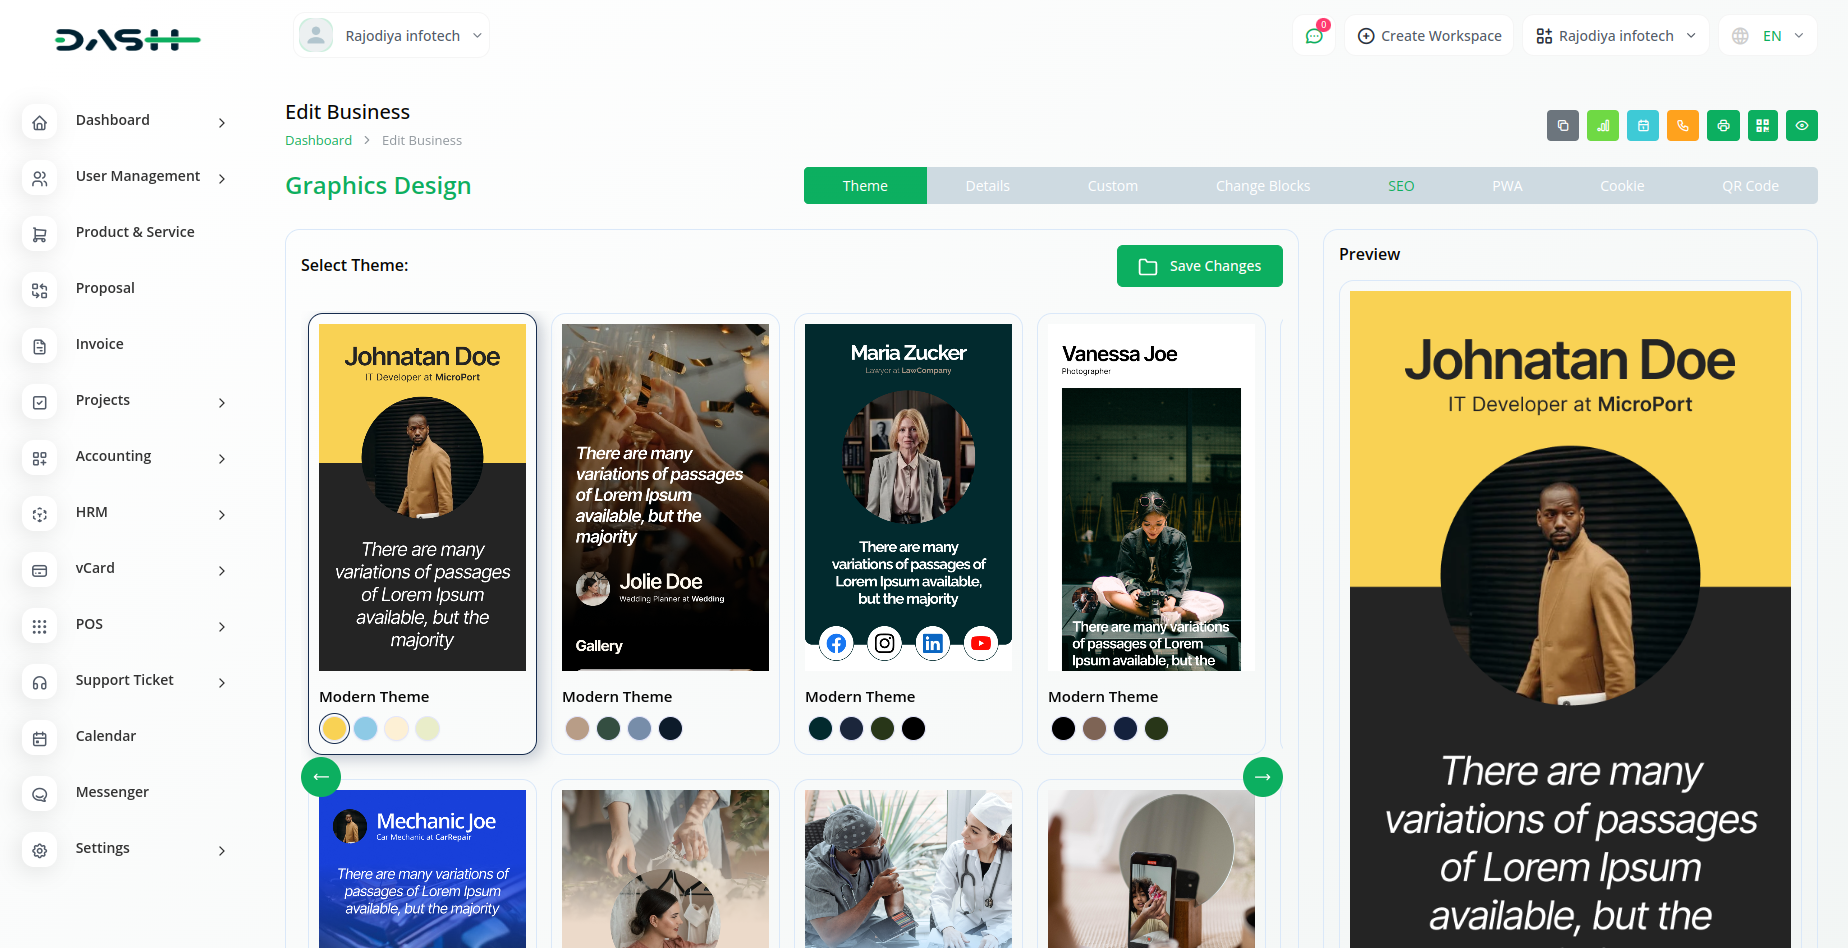 DASH
Rajodiya infotech
0
Create Workspace
Rajodiya infotech
EN
Dashboard
User Management
Product & Service
Proposal
Invoice
Projects
Accounting
HRM
vCard
POS
Support Ticket
Calendar
Messenger
Settings
Edit Business
Dashboard > Edit Business
Graphics Design
Theme
Details
Custom
Change Blocks
SEO
PWA
Cookie
QR Code
Select Theme:
Save Changes
Johnatan Doe
IT Developer at MicroPort
There are many
variations of passages
of Lorem Ipsum
available, but the
majority
Modern Theme
There are many
variations of passages
of Lorem Ipsum
available, but the
majority
Jolie Doe
Wedding Planner at Wedding
Gallery
Modern Theme
Maria Zucker
Lawyer at LawCompany
There are many
variations of passages of
Lorem Ipsum available,
but the majority
Modern Theme
Vanessa Joe
Photographer
There are many variations
of passages of Lorem
Ipsum available, but the
Modern Theme
Mechanic Joe
Car Mechanic at CarRepair
There are many variations of
passages of Lorem Ipsum
available, but the majority
Preview
Johnatan Doe
IT Developer at MicroPort
There are many
variations of passages
of Lorem Ipsum
available, but the